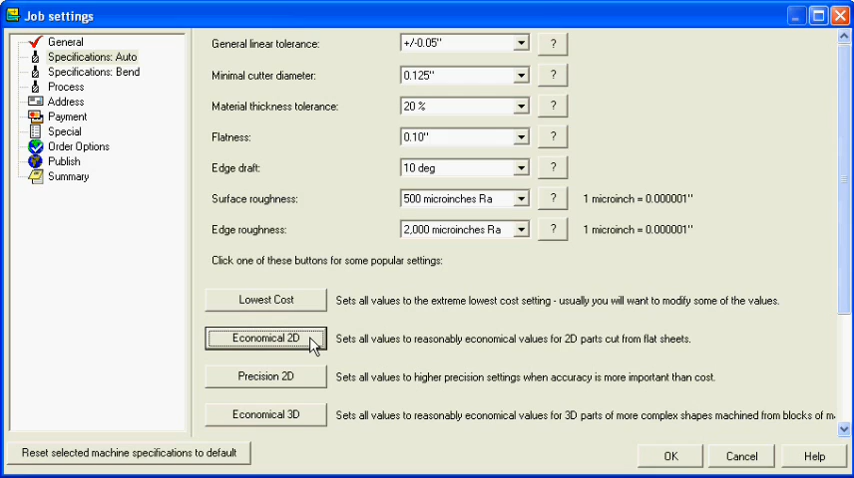 Job settings
General
Specifications: Auto
Specifications: Bend
Process
Address
Payment
Special
Order Options
Publish
Summary
General linear tolerance: +/-0.05" ?
Minimal cutter diameter: 0.125" ?
Material thickness tolerance: 20 % ?
Flatness: 0.10" ?
Edge draft: 10 deg ?
Surface roughness: 500 microinches Ra ? 1 microinch = 0.000001"
Edge roughness: 2,000 microinches Ra ? 1 microinch = 0.000001"
Click one of these buttons for some popular settings:
Lowest Cost Sets all values to the extreme lowest cost setting - usually you will want to modify some of the values.
Economical 2D Sets all values to reasonably economical values for 2D parts cut from flat sheets.
Precision 2D Sets all values to higher precision settings when accuracy is more important than cost.
Economical 3D Sets all values to reasonably economical values for 3D parts of more complex shapes machined from blocks of
Reset selected machine specifications to default OK Cancel Help